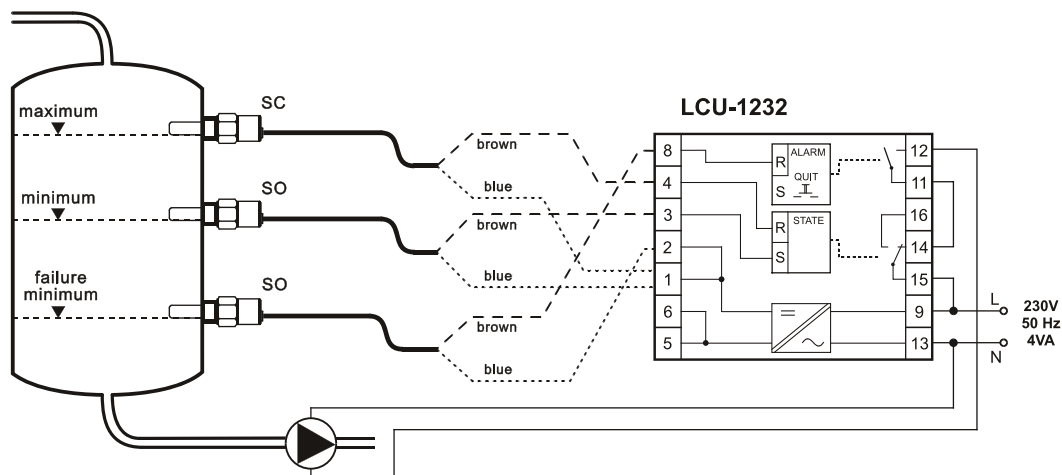 maximum
SC
minimum
SO
failure
minimum
SO
brown
blue
brown
blue
brown
blue
LCU-1232
8
4
3
2
1
6
5
R
S
ALARM
QUIT
R
S
STATE
12
11
16
14
15
9
13
L
N
230V
50 Hz
4VA